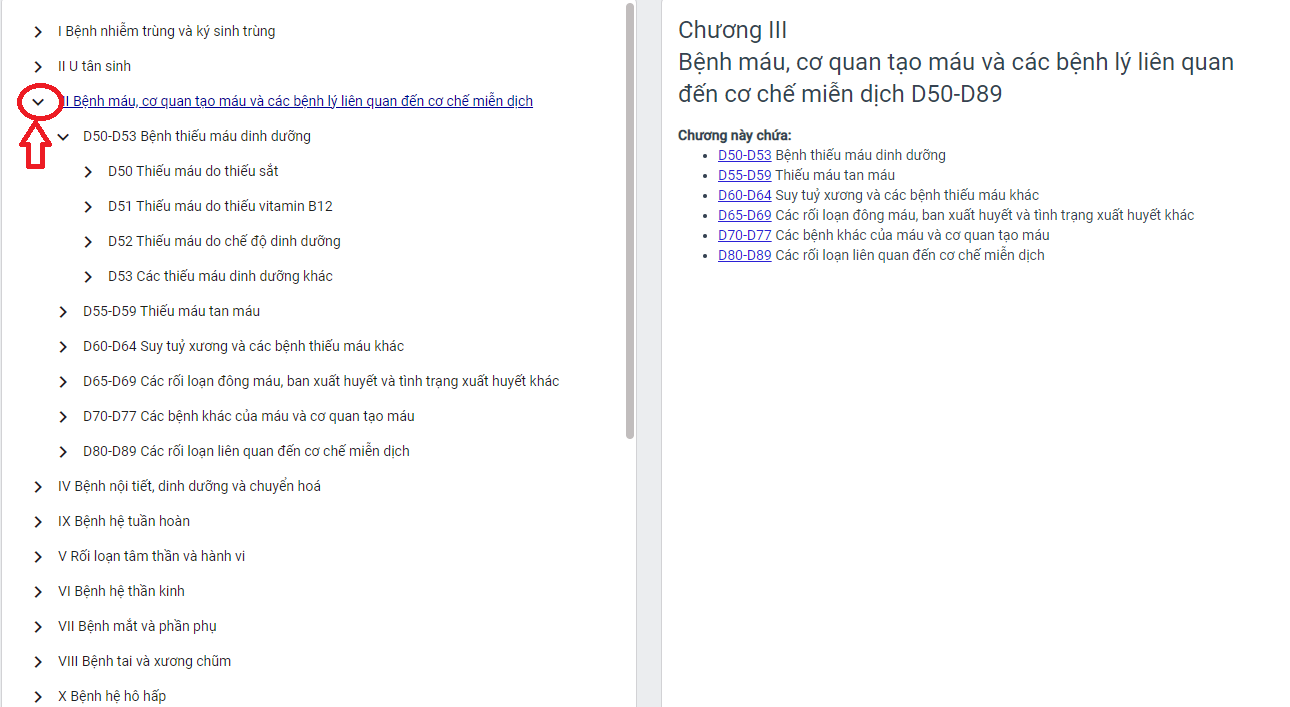 I Bệnh nhiễm trùng và ký sinh trùng
II U tân sinh
II Bệnh máu, cơ quan tạo máu và các bệnh lý liên quan đến cơ chế miễn dịch
D50-D53 Bệnh thiếu máu dinh dưỡng
D50 Thiếu máu do thiếu sắt
D51 Thiếu máu do thiếu vitamin B12
D52 Thiếu máu do chế độ dinh dưỡng
D53 Các thiếu máu dinh dưỡng khác
D55-D59 Thiếu máu tan máu
D60-D64 Suy tuỷ xương và các bệnh thiếu máu khác
D65-D69 Các rối loạn đông máu, ban xuất huyết và tình trạng xuất huyết khác
D70-D77 Các bệnh khác của máu và cơ quan tạo máu
D80-D89 Các rối loạn liên quan đến cơ chế miễn dịch
IV Bệnh nội tiết, dinh dưỡng và chuyển hoá
IX Bệnh hệ tuần hoàn
V Rối loạn tâm thần và hành vi
VI Bệnh hệ thần kinh
VII Bệnh mắt và phần phụ
VIII Bệnh tai và xương chũm
X Bệnh hệ hô hấp
Chương III
Bệnh máu, cơ quan tạo máu và các bệnh lý liên quan
đến cơ chế miễn dịch D50-D89
Chương này chứa:
D50-D53 Bệnh thiếu máu dinh dưỡng
D55-D59 Thiếu máu tan máu
D60-D64 Suy tuỷ xương và các bệnh thiếu máu khác
D65-D69 Các rối loạn đông máu, ban xuất huyết và tình trạng xuất huyết khác
D70-D77 Các bệnh khác của máu và cơ quan tạo máu
D80-D89 Các rối loạn liên quan đến cơ chế miễn dịch